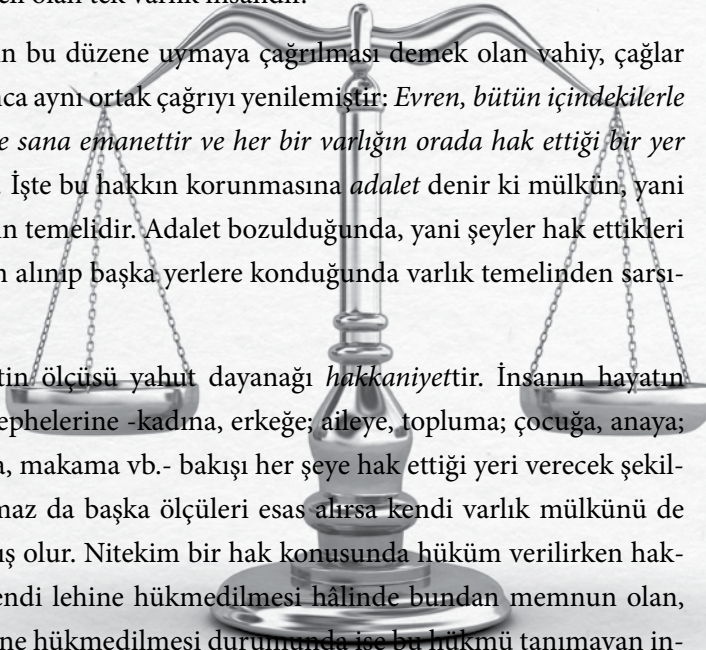 en olan tek varlık insandır.
n bu düzene uymaya çağrılması demek olan vahiy, çağlar
nca aynı ortak çağrıyı yenilemiştir: Evren, bütün içindekilerle
e sana emanettir ve her bir varlığın orada hak ettiği bir yer
. İşte bu hakkın korunmasına adalet denir ki mülkün, yani
ın temelidir. Adalet bozulduğunda, yani şeyler hak ettikleri
n alınıp başka yerlere konduğunda varlık temelinden sarsı-
tin ölçüsü yahut dayanağı hakkaniyettir. İnsanın hayatın
ephelerine -kadına, erkeğe; aileye, topluma; çocuğa, anaya;
a, makama vb.- bakışı her şeye hak ettiği yeri verecek şekil-
maz da başka ölçüleri esas alırsa kendi varlık mülkünü de
ış olur. Nitekim bir hak konusunda hüküm verilirken hak-
endi lehine hükmedilmesi hâlinde bundan memnun olan,
ne hükmedilmesi durumunda ise bu hükmü tanımayan in-